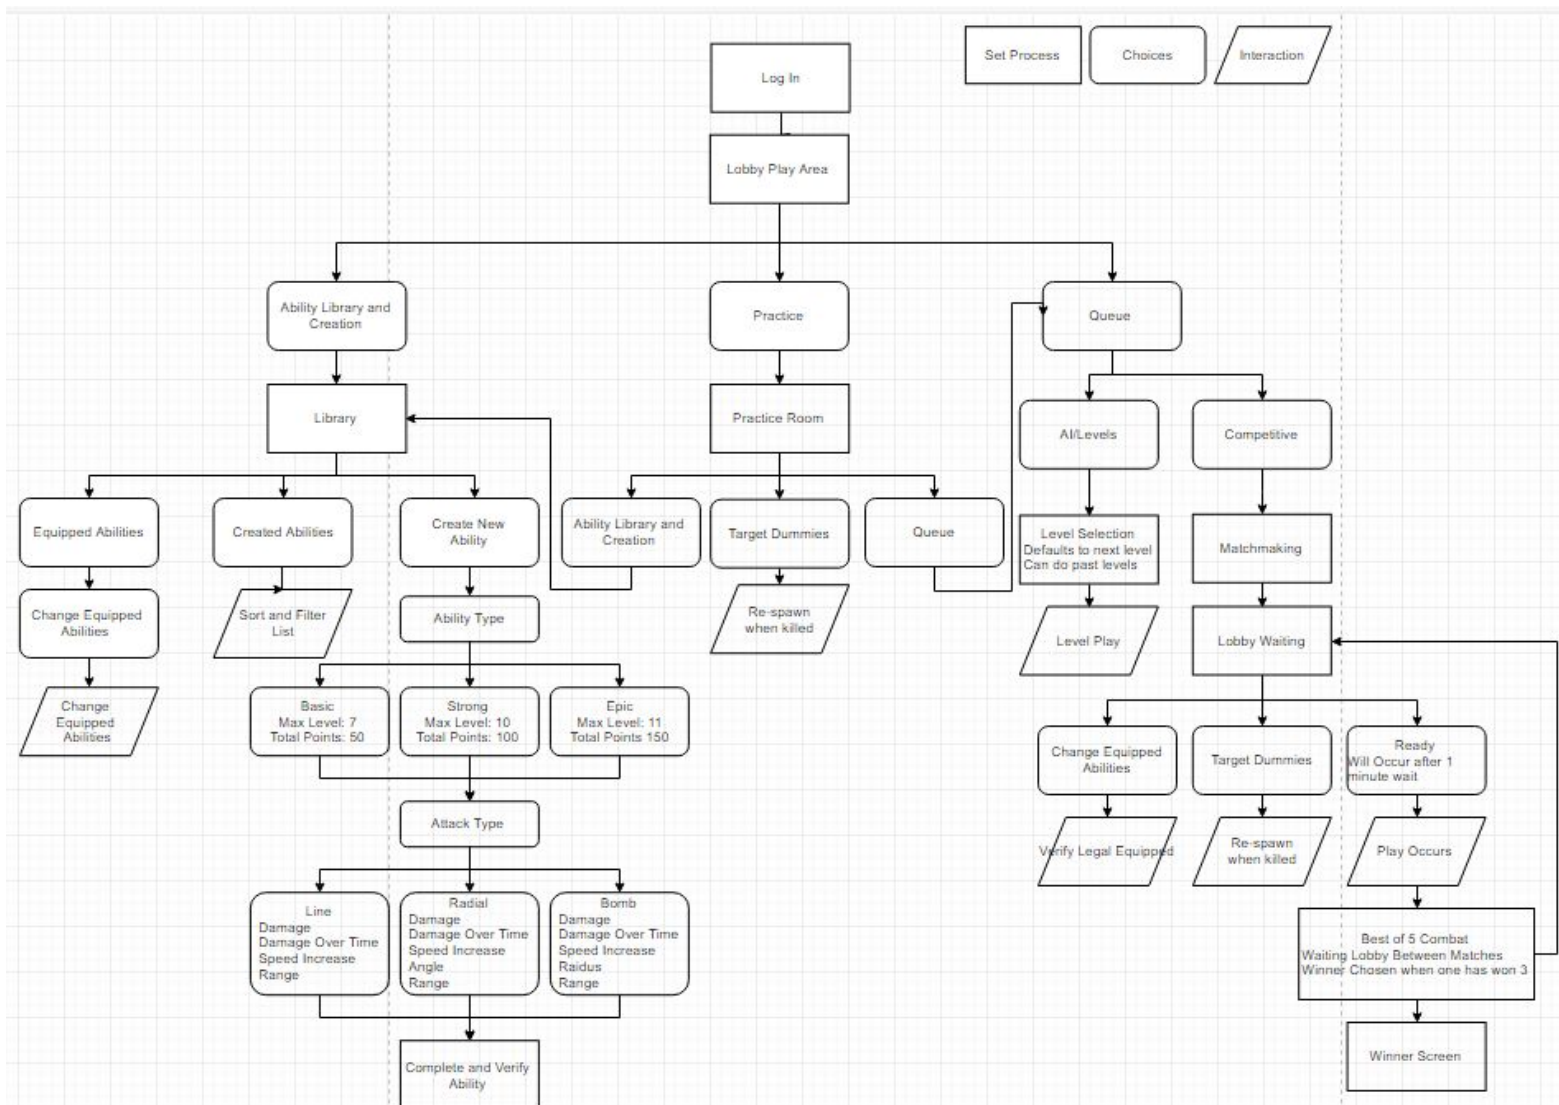 Set Process
Choices
Interaction
Log In
Lobby Play Area
Ability Library and
Creation
Practice
Queue
Library
Practice Room
AI/Levels
Competitive
Equipped Abilities
Created Abilities
Create New
Ability
Ability Library and
Creation
Target Dummies
Queue
Level Selection
Defaults to next level
Can do past levels
Matchmaking
Change Equipped
Abilities
Sort and Filter
List
Ability Type
Re-spawn
when killed
Level Play
Lobby Waiting
Change
Equipped
Abilities
Basic
Max Level: 7
Total Points: 50
Strong
Max Level: 10
Total Points: 100
Epic
Max Level: 11
Total Points 150
Change Equipped
Abilities
Target Dummies
Ready
Will Occur after 1
minute wait
Attack Type
Verify Legal Equipped
Re-spawn
when killed
Play Occurs
Line
Damage
Damage Over Time
Speed Increase
Range
Radial
Damage
Damage Over Time
Speed Increase
Angle
Range
Bomb
Damage
Damage Over Time
Speed Increase
Raidus
Range
Best of 5 Combat
Waiting Lobby Between Matches
Winner Chosen when one has won 3
Complete and Verify
Ability
Winner Screen